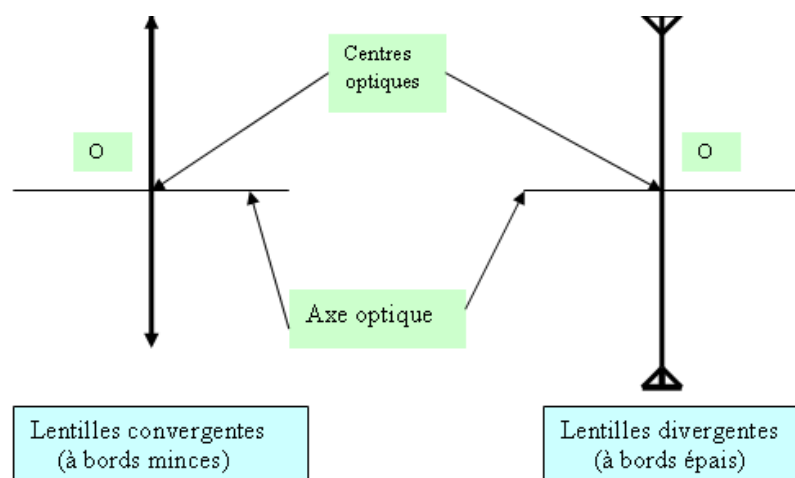 Centres
optiques
O
O
Axe optique
Lentilles convergentes
(à bords minces)
Lentilles divergentes
(à bords épais)